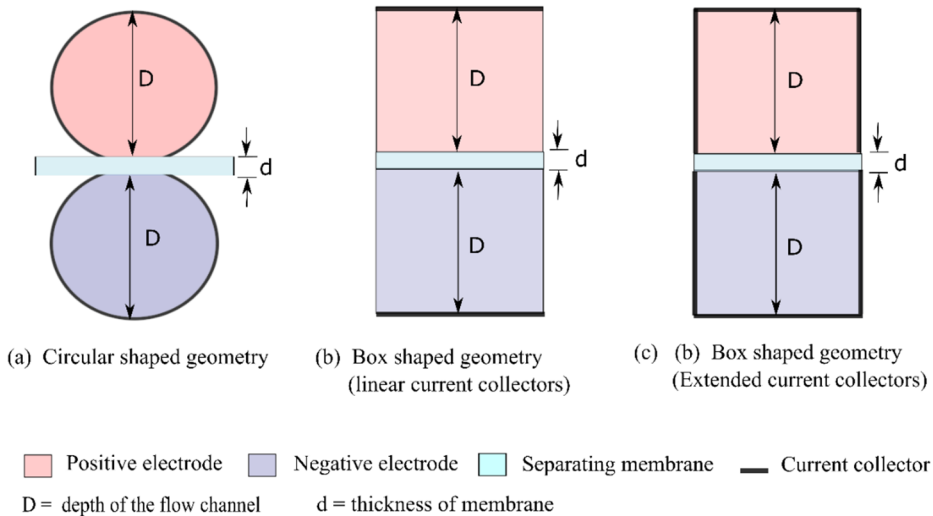 D
d
D
D
d
D
D
d
D
(a) Circular shaped geometry
(b) Box shaped geometry
(linear current collectors)
(c) (b) Box shaped geometry
(Extended current collectors)
Positive electrode
Negative electrode
Separating membrane
Current collector
D = depth of the flow channel
d = thickness of membrane